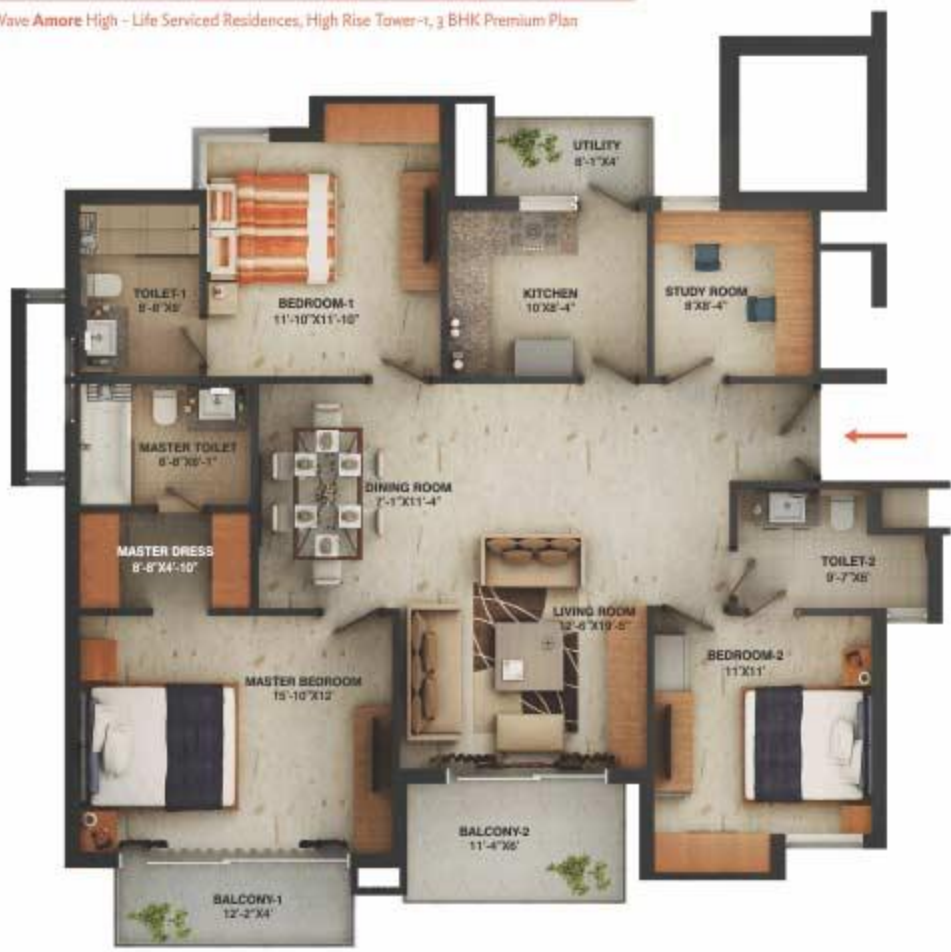 Wave Amore High - Life Serviced Residences, High Rise Tower-1, 3 BHK Premium Plan
UTILITY
8'-1"X4'
TOILET-1
8'-8"X6'
BEDROOM-1
11'-10"X11'-10"
KITCHEN
10'X8'-4"
STUDY ROOM
8'X8'-4"
MASTER TOILET
8'-8"X6'-1"
DINING ROOM
7'-1"X11'-4"
MASTER DRESS
8'-8"X4'-10"
TOILET-2
9'-7"X6'
LIVING ROOM
12'-6"X19'-5"
BEDROOM-2
11'X11'
MASTER BEDROOM
15'-10"X12'
BALCONY-2
11'-4"X6'
BALCONY-1
12'-2"X4'